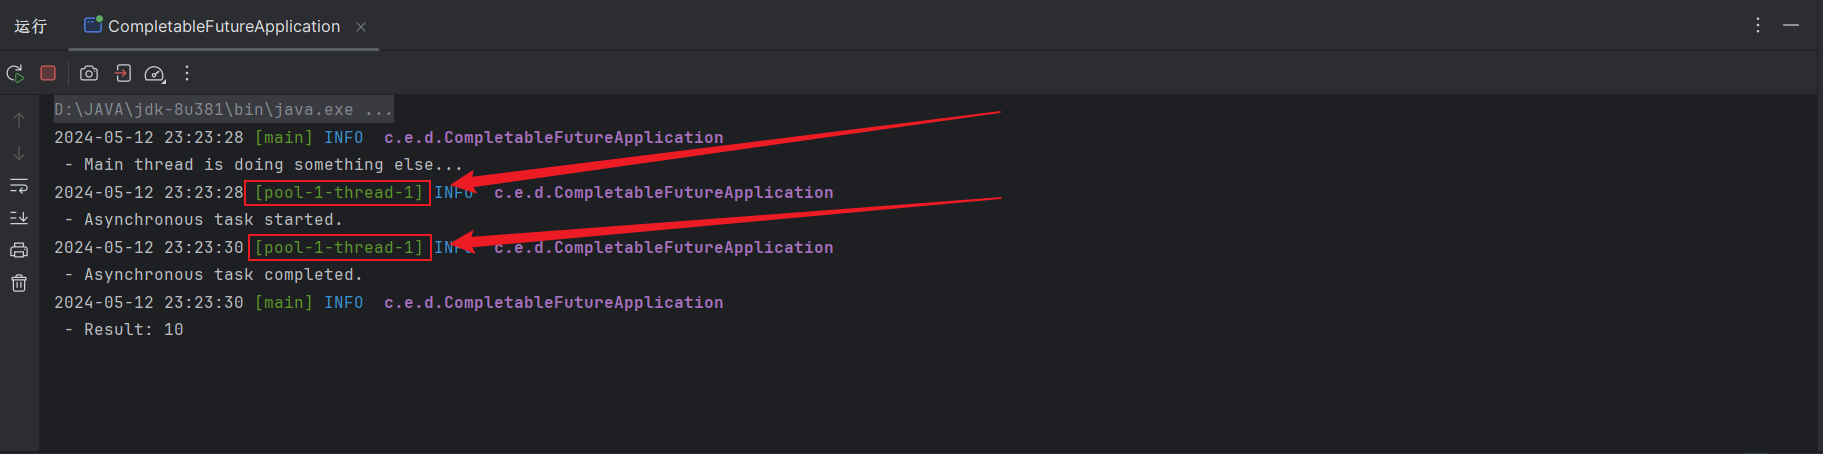 运行 CompletableFutureApplication
D:\JAVA\jdk-8u381\bin\java.exe ...
2024-05-12 23:23:28 [main] INFO  c.e.d.CompletableFutureApplication
 - Main thread is doing something else...
2024-05-12 23:23:28 [pool-1-thread-1] INFO  c.e.d.CompletableFutureApplication
 - Asynchronous task started.
2024-05-12 23:23:30 [pool-1-thread-1] INFO  c.e.d.CompletableFutureApplication
 - Asynchronous task completed.
2024-05-12 23:23:30 [main] INFO  c.e.d.CompletableFutureApplication
 - Result: 10